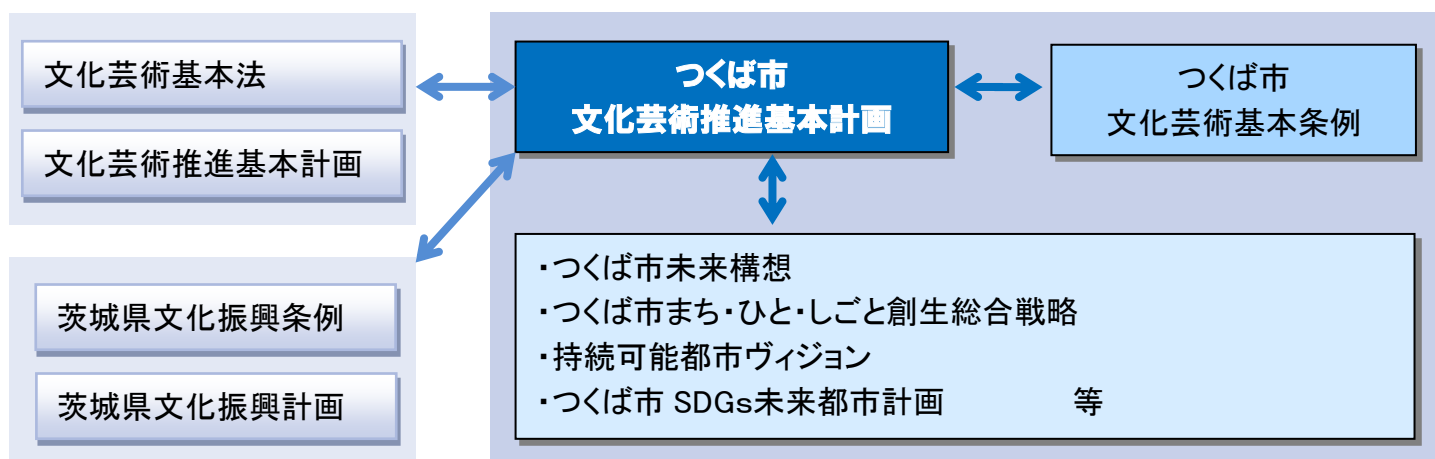 文化芸術基本法
文化芸術推進基本計画
茨城県文化振興条例
茨城県文化振興計画
つくば市
文化芸術推進基本計画
つくば市
文化芸術基本条例
・つくば市未来構想
・つくば市まち・ひと・しごと創生総合戦略
・持続可能都市ヴィジョン
・つくば市 SDGs未来都市計画 等